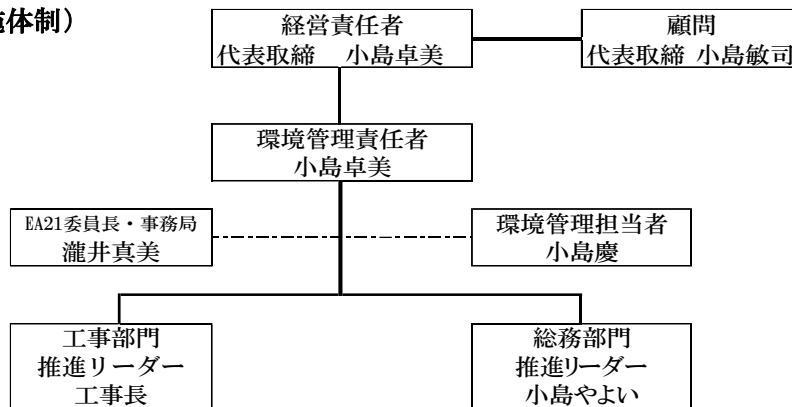 施体制）
経営責任者
代表取締　小島卓美
顧問
代表取締 小島敏司
環境管理責任者
小島卓美
EA21委員長・事務局
瀧井真美
環境管理担当者
小島慶
工事部門
推進リーダー
工事長
総務部門
推進リーダー
小島やよい